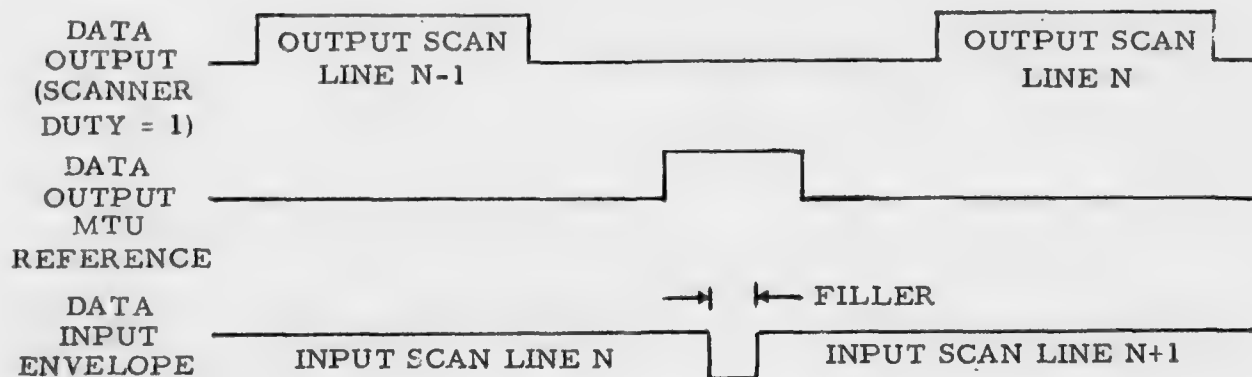 DATA
OUTPUT
(SCANNER
DUTY = 1)
OUTPUT SCAN
LINE N-1
OUTPUT SCAN
LINE N
DATA
OUTPUT
MTU
REFERENCE
FILLER
DATA
INPUT
ENVELOPE
INPUT SCAN LINE N
INPUT SCAN LINE N+1